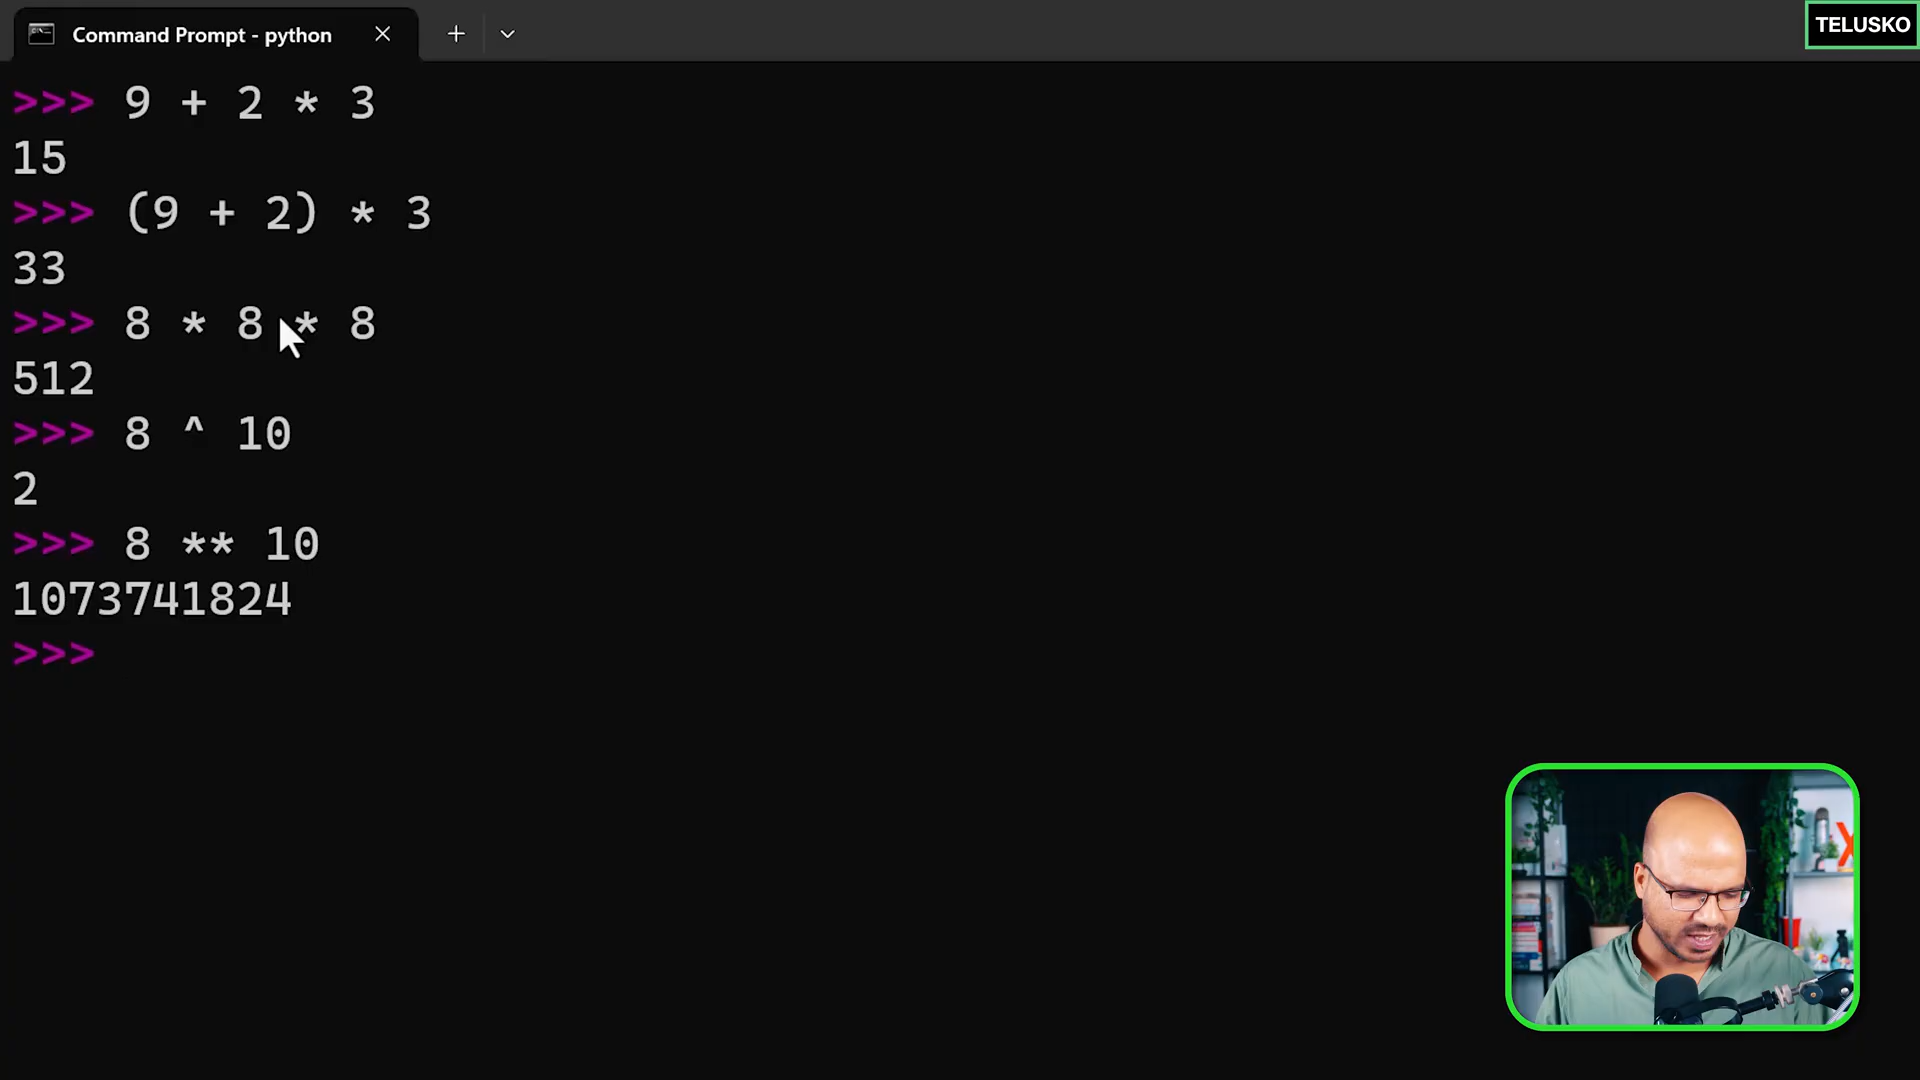 Command Prompt - python
TELUSKO
>>> 9 + 2 * 3
15
>>> (9 + 2) * 3
33
>>> 8 * 8 * 8
512
>>> 8 ^ 10
2
>>> 8 ** 10
1073741824
>>>